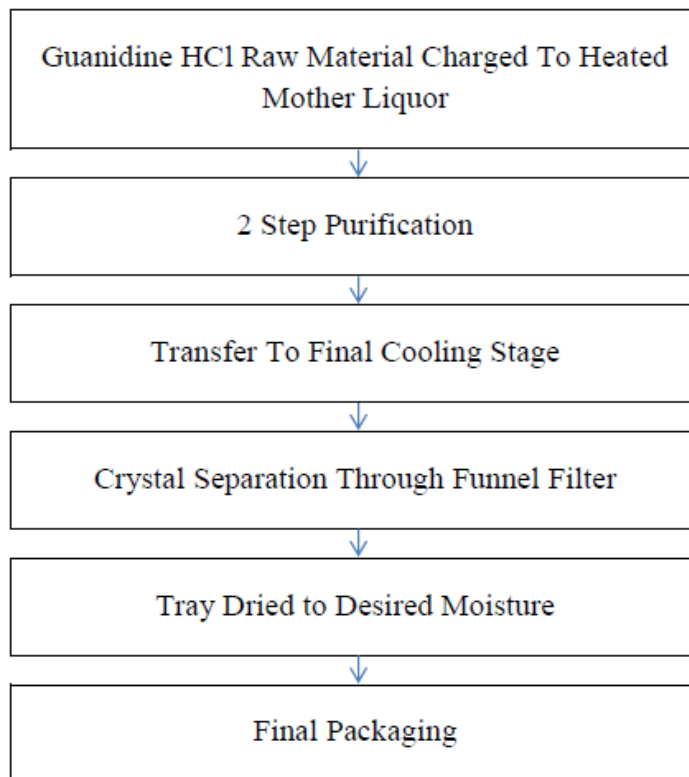 Guanidine HCl Raw Material Charged To Heated
Mother Liquor
2 Step Purification
Transfer To Final Cooling Stage
Crystal Separation Through Funnel Filter
Tray Dried to Desired Moisture
Final Packaging